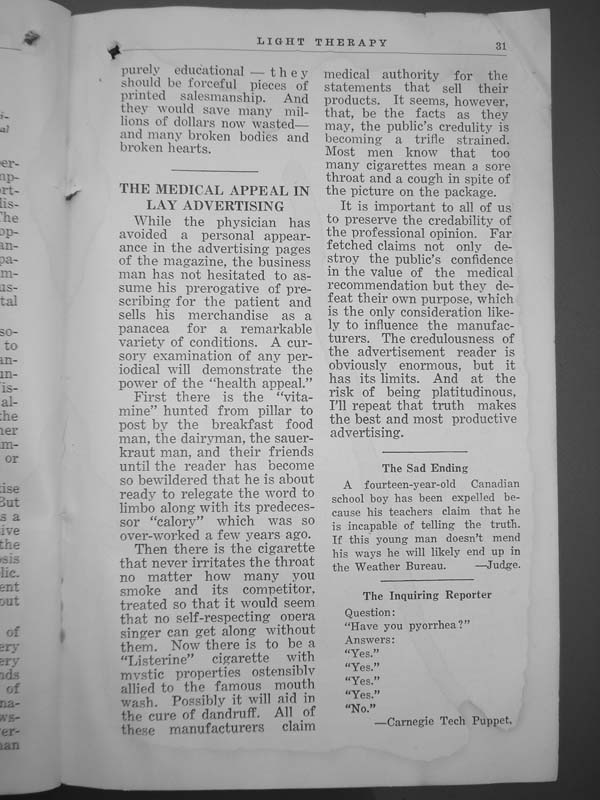 LIGHT THERAPY
31
purely educational — they
should be forceful pieces of
printed salesmanship. And
they would save many mil-
lions of dollars now wasted—
and many broken bodies and
broken hearts.
THE MEDICAL APPEAL IN
LAY ADVERTISING
While the physician has
avoided a personal appear-
ance in the advertising pages
of the magazine, the business
man has not hesitated to as-
sume his prerogative of pre-
scribing for the patient and
sells his merchandise as a
panacea for a remarkable
variety of conditions. A cur-
sory examination of any per-
iodical will demonstrate the
power of the "health appeal."
First there is the "vita-
mine" hunted from pillar to
post by the breakfast food
man, the dairyman, the sauer-
kraut man, and their friends
until the reader has become
so bewildered that he is about
ready to relegate the word to
limbo along with its predeces-
sor "calory" which was so
over-worked a few years ago.
Then there is the cigarette
that never irritates the throat
no matter how many you
smoke and its competitor,
treated so that it would seem
that no self-respecting opera
singer can get along without
them. Now there is to be a
"Listerine" cigarette with
mystic properties ostensibly
allied to the famous mouth
wash. Possibly it will aid in
the cure of dandruff. All of
these manufacturers claim
medical authority for the
statements that sell their
products. It seems, however,
that, be the facts as they
may, the public's credulity is
becoming a trifle strained.
Most men know that too
many cigarettes mean a sore
throat and a cough in spite of
the picture on the package.
It is important to all of us
to preserve the credability of
the professional opinion. Far
fetched claims not only de-
stroy the public's confidence
in the value of the medical
recommendation but they de-
feat their own purpose, which
is the only consideration like-
ly to influence the manufac-
turers. The credulousness of
the advertisement reader is
obviously enormous, but it
has its limits. And at the
risk of being platitudinous,
I'll repeat that truth makes
the best and most productive
advertising.
The Sad Ending
A fourteen-year-old Canadian
school boy has been expelled be-
cause his teachers claim that he
is incapable of telling the truth.
If this young man doesn't mend
his ways he will likely end up in
the Weather Bureau. —Judge.
The Inquiring Reporter
Question:
"Have you pyorrhea?"
Answers:
"Yes."
"Yes."
"Yes."
"Yes."
"No."
—Carnegie Tech Puppet.